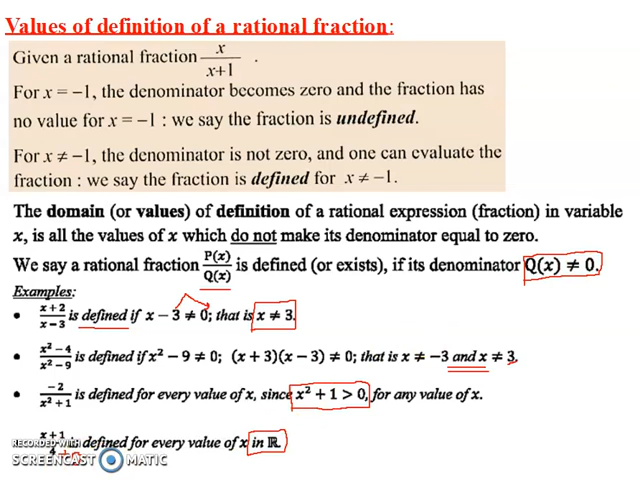 Values of definition of a rational fraction:
Given a rational fraction x/(x+1) .
For x = −1, the denominator becomes zero and the fraction has
no value for x = −1 : we say the fraction is undefined.
For x ≠ −1, the denominator is not zero, and one can evaluate the
fraction : we say the fraction is defined for x ≠ −1.
The domain (or values) of definition of a rational expression (fraction) in variable
x, is all the values of x which do not make its denominator equal to zero.
We say a rational fraction P(x)/Q(x) is defined (or exists), if its denominator Q(x) ≠ 0.
Examples:
• (x+2)/(x−3) is defined if x − 3 ≠ 0; that is x ≠ 3.
• (x²−4)/(x²−9) is defined if x² − 9 ≠ 0; (x + 3)(x − 3) ≠ 0; that is x ≠ −3 and x ≠ 3.
• −2/(x²+1) is defined for every value of x, since x² + 1 > 0, for any value of x.
(x+1)/4 is defined for every value of x in ℝ.
RECORDED WITH
SCREENCAST MATIC